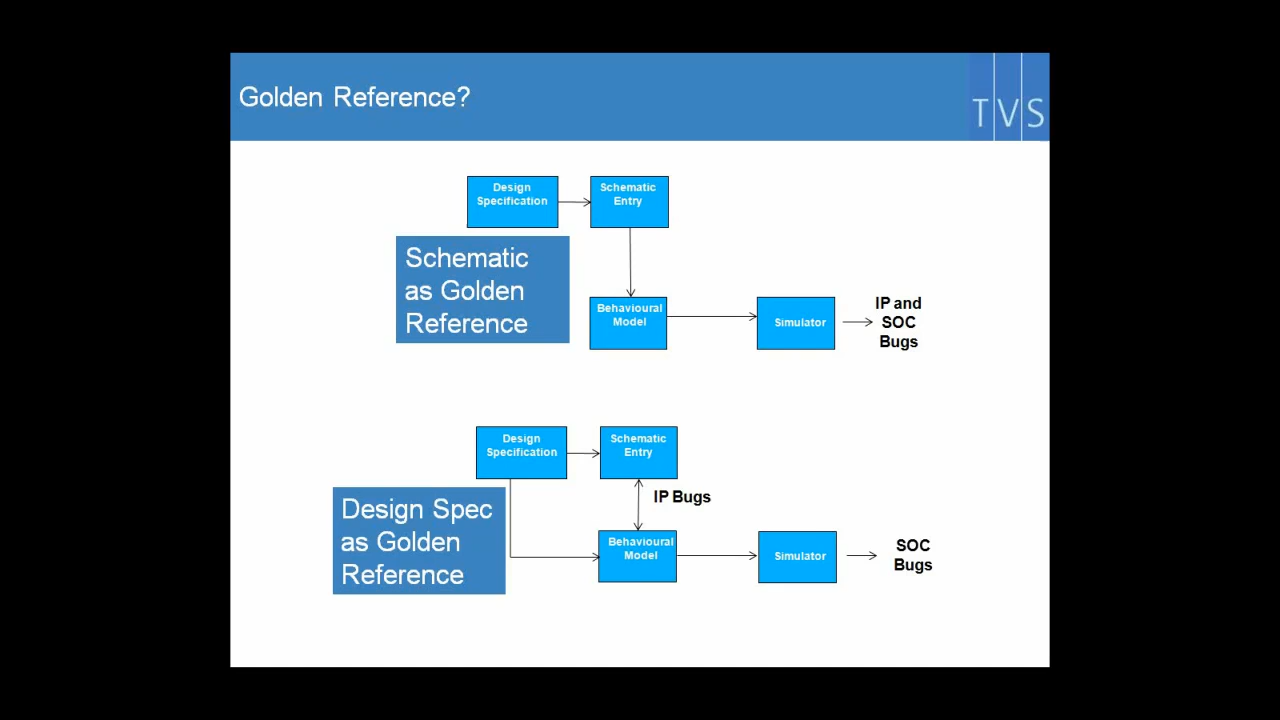 Golden Reference?
TVS
Design
Specification
Schematic
Entry
Schematic
as Golden
Reference
Behavioural
Model
Simulator
IP and
SOC
Bugs
Design
Specification
Schematic
Entry
IP Bugs
Design Spec
as Golden
Reference
Behavioural
Model
Simulator
SOC
Bugs